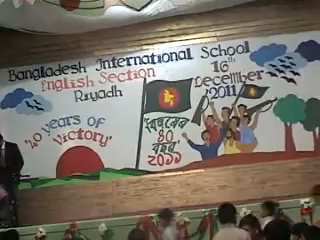 Bangladesh International School
English Section
Riyadh
16th
December
2011
'40 years of
Victory'
বিজয়ের
৪০
বছর
২০১১